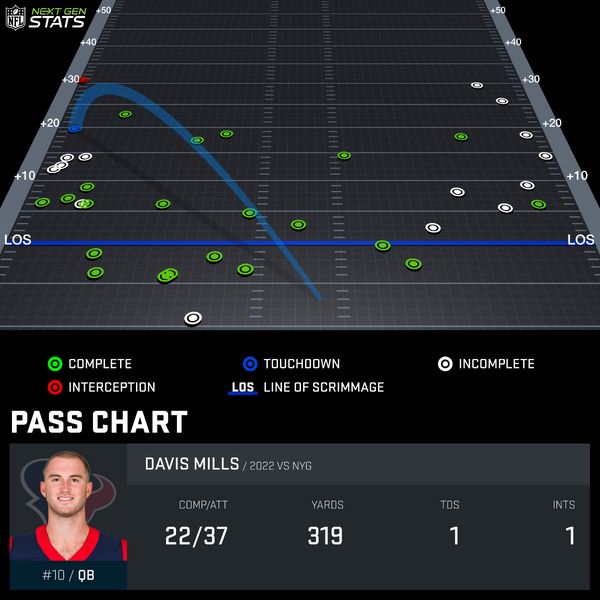 NFL NEXT GEN STATS
+50 +50
+40 +40
+30 +30
+20 +20
+10 +10
LOS LOS
COMPLETE TOUCHDOWN INCOMPLETE
INTERCEPTION LOS LINE OF SCRIMMAGE
PASS CHART
DAVIS MILLS / 2022 VS NYG
COMP/ATT YARDS TDS INTS
22/37 319 1 1
#10 / QB